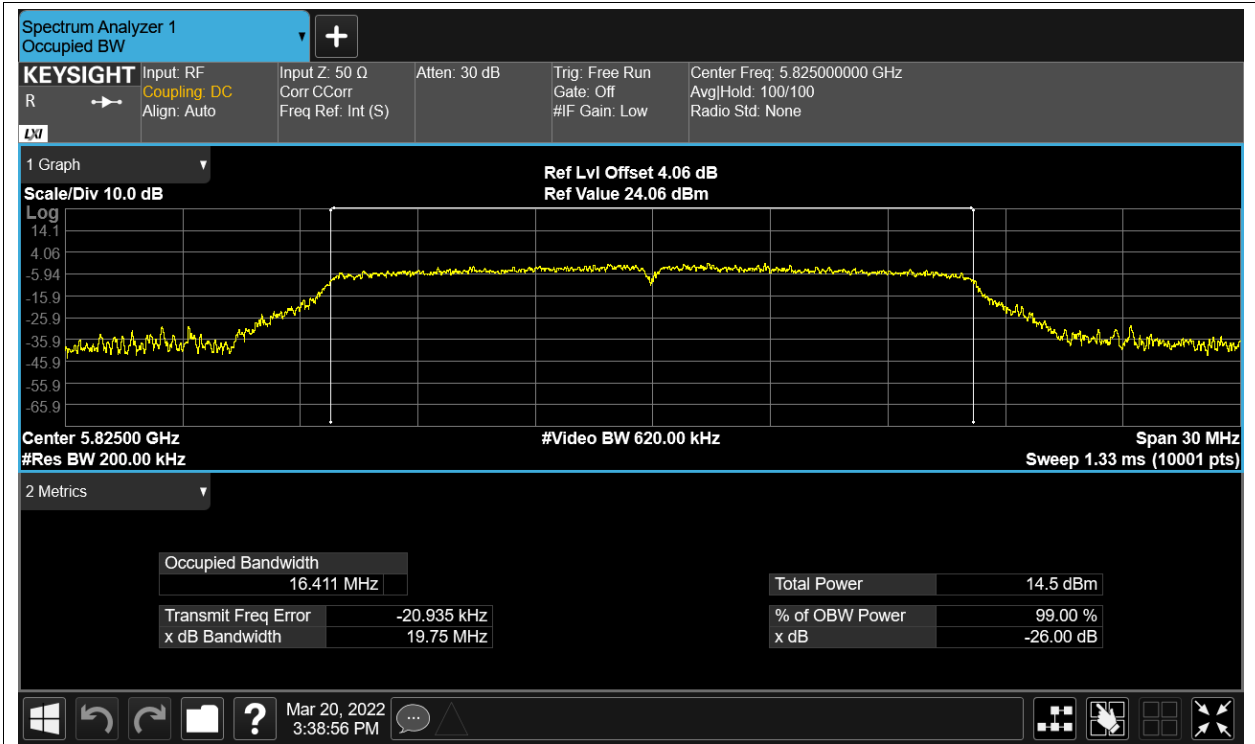 Spectrum Analyzer 1
Occupied BW
KEYSIGHT
R
LXI
Input: RF
Coupling: DC
Align: Auto
Input Z: 50 Ω
Corr CCorr
Freq Ref: Int (S)
Atten: 30 dB
Trig: Free Run
Gate: Off
#IF Gain: Low
Center Freq: 5.825000000 GHz
Avg|Hold: 100/100
Radio Std: None
1 Graph
Scale/Div 10.0 dB
Ref Lvl Offset 4.06 dB
Ref Value 24.06 dBm
Log
14.1
4.06
-5.94
-15.9
-25.9
-35.9
-45.9
-55.9
-65.9
Center 5.82500 GHz
#Video BW 620.00 kHz
Span 30 MHz
#Res BW 200.00 kHz
Sweep 1.33 ms (10001 pts)
2 Metrics
Occupied Bandwidth
16.411 MHz
Total Power 14.5 dBm
Transmit Freq Error -20.935 kHz
% of OBW Power 99.00 %
x dB Bandwidth 19.75 MHz
x dB -26.00 dB
?
Mar 20, 2022
3:38:56 PM